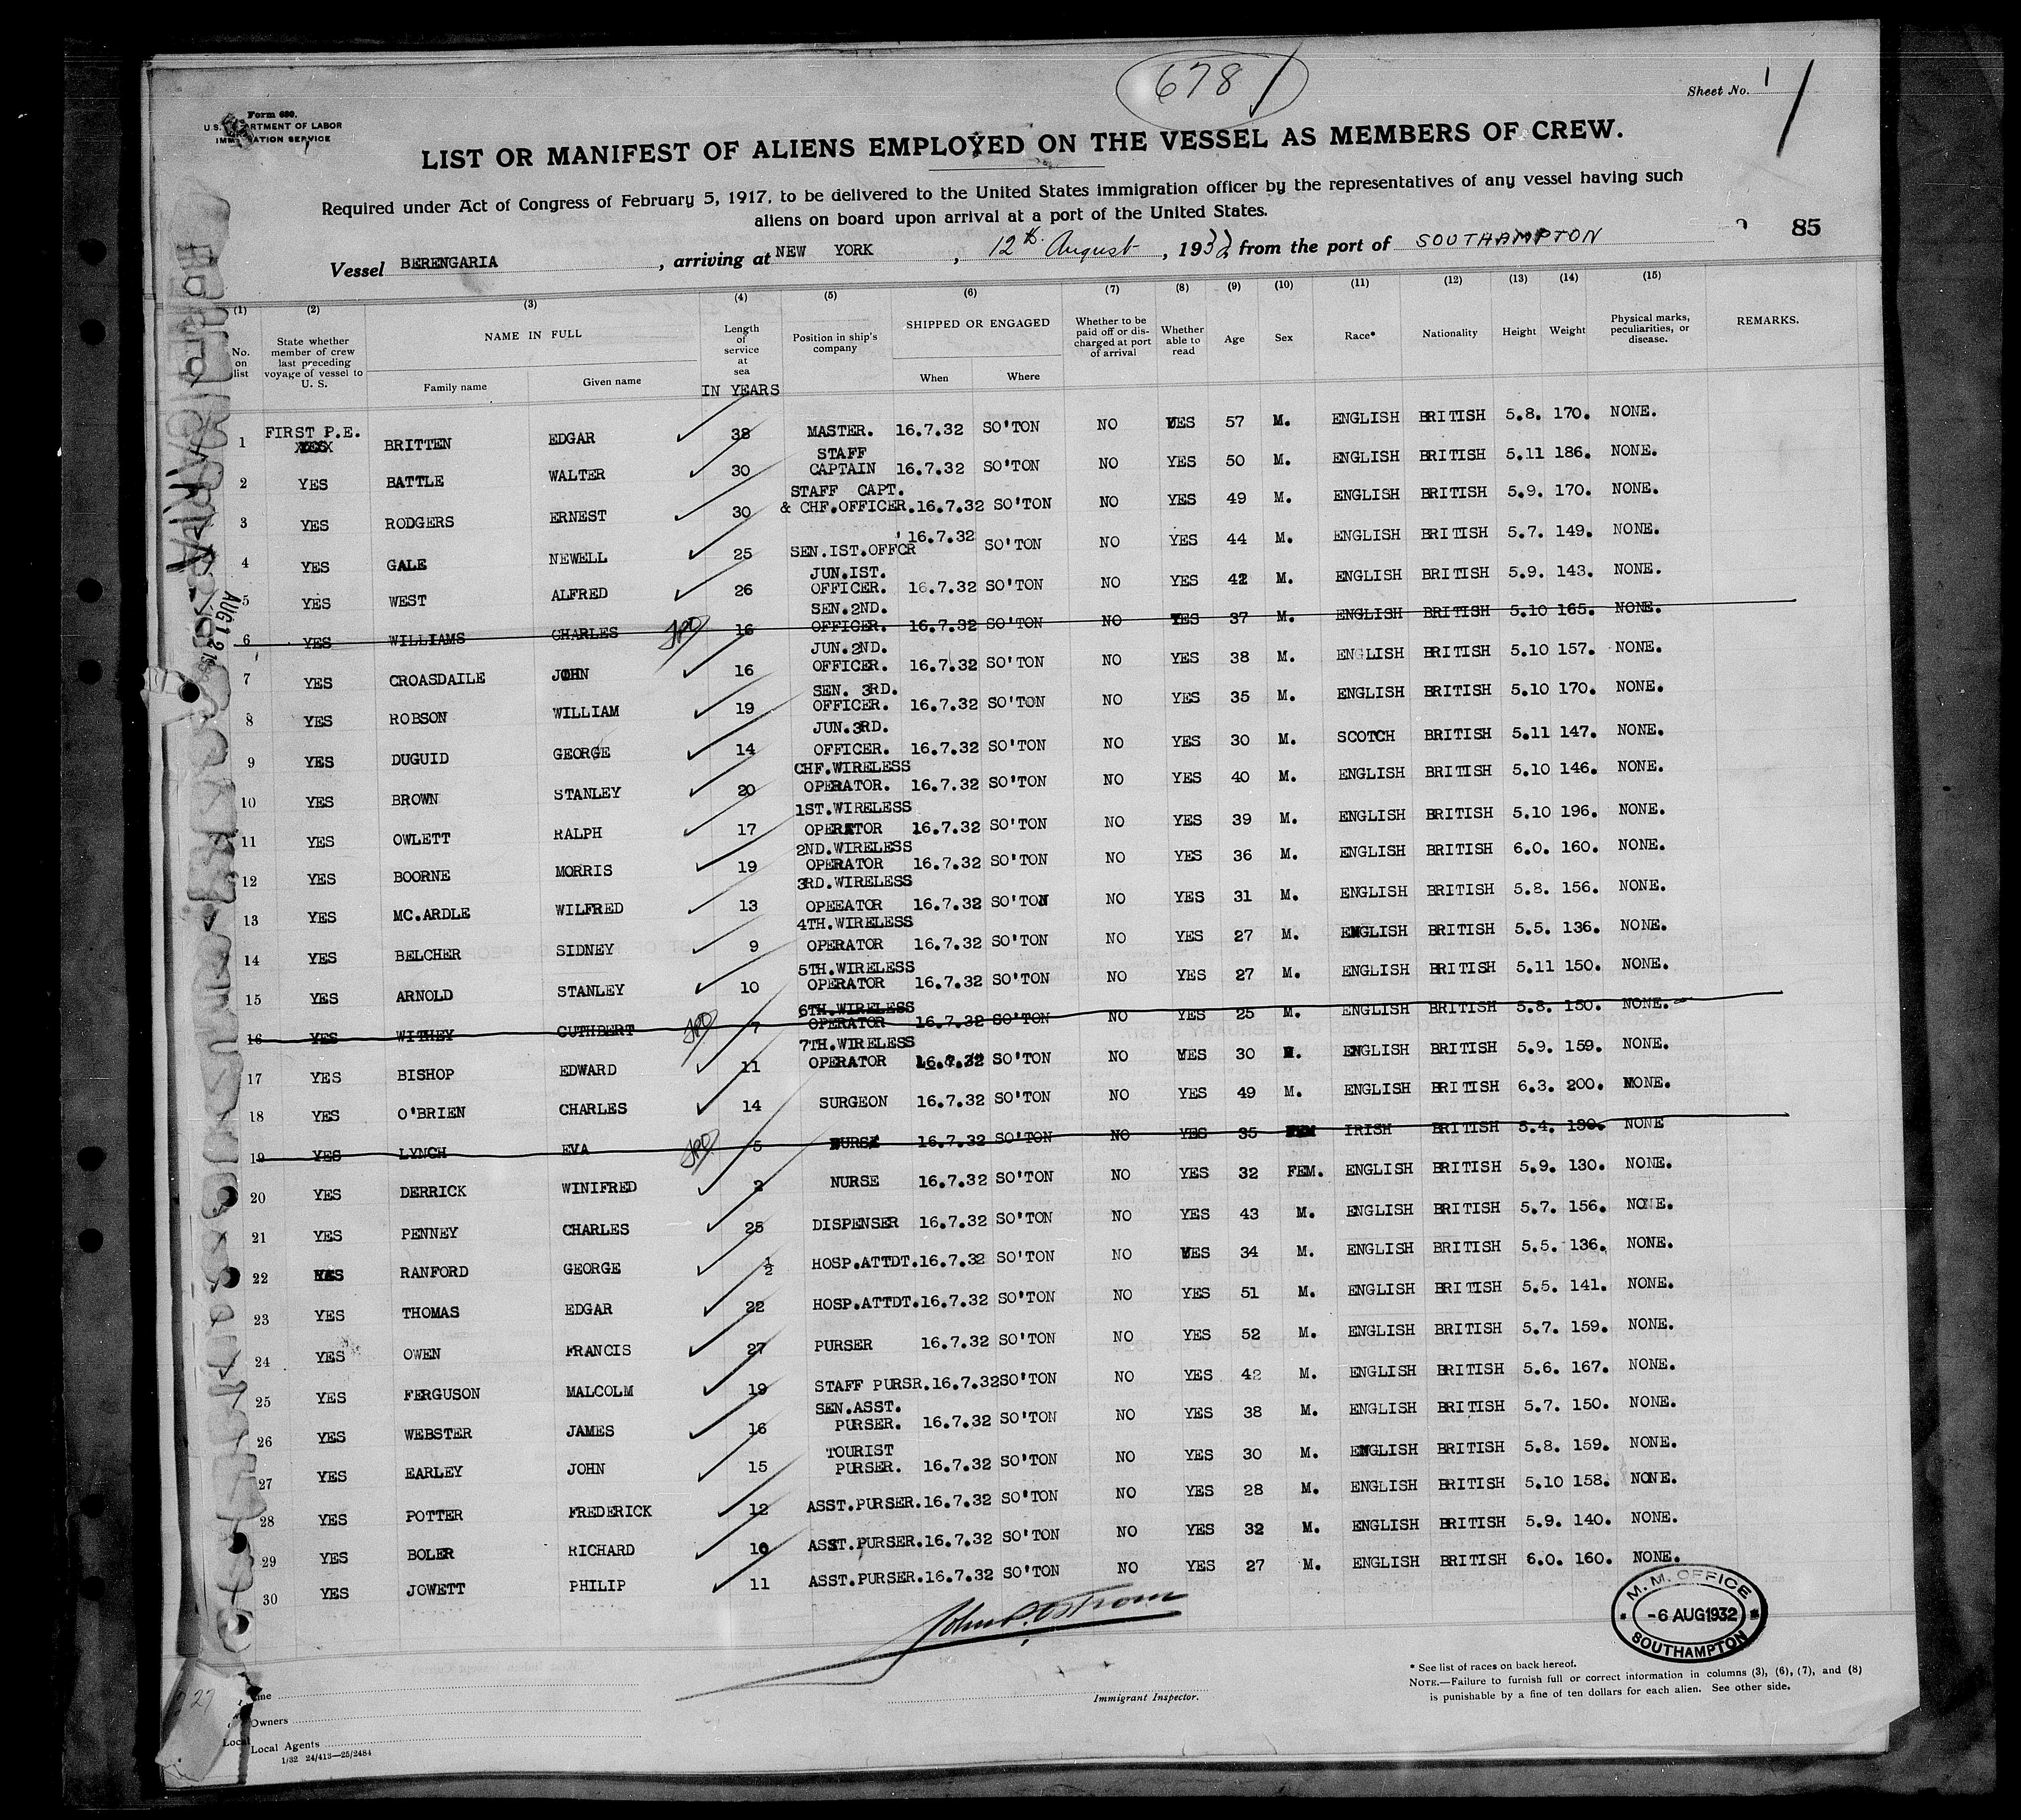 678
Sheet No. 1
Form 680.
U.S. DEPARTMENT OF LABOR
IMMIGRATION SERVICE
LIST OR MANIFEST OF ALIENS EMPLOYED ON THE VESSEL AS MEMBERS OF CREW.
Required under Act of Congress of February 5, 1917, to be delivered to the United States immigration officer by the representatives of any vessel having such
aliens on board upon arrival at a port of the United States.
85
Vessel BERENGARIA, arriving at NEW YORK, 12th August, 1932 from the port of SOUTHAMPTON
(1) (2) (3) (4) (5) (6) (7) (8) (9) (10) (11) (12) (13) (14) (15)
No. on list State whether member of crew last preceding voyage of vessel to U. S. NAME IN FULL Family name Given name Length of service at sea IN YEARS Position in ship's company SHIPPED OR ENGAGED When Where Whether to be paid off or discharged at port of arrival Whether able to read Age Sex Race* Nationality Height Weight Physical marks, peculiarities, or disease. REMARKS.
FIRST P.E.
1 YES BRITTEN EDGAR 38 MASTER. 16.7.32 SO'TON NO YES 57 M. ENGLISH BRITISH 5.8. 170. NONE.
2 YES BATTLE WALTER 30 STAFF CAPTAIN 16.7.32 SO'TON NO YES 50 M. ENGLISH BRITISH 5.11 186. NONE.
3 YES RODGERS ERNEST 30 STAFF CAPT. & CHF.OFFICER. 16.7.32 SO'TON NO YES 49 M. ENGLISH BRITISH 5.9. 170. NONE.
4 YES GALE NEWELL 25 SEN.IST.OFFCR 16.7.32 SO'TON NO YES 44 M. ENGLISH BRITISH 5.7. 149. NONE.
5 YES WEST ALFRED 26 JUN.IST. OFFICER. 16.7.32 SO'TON NO YES 42 M. ENGLISH BRITISH 5.9. 143. NONE.
6 YES WILLIAMS CHARLES 16 SEN.2ND. OFFICER. 16.7.32 SO'TON NO YES 37 M. ENGLISH BRITISH 5.10 165. NONE.
7 YES CROASDAILE JOHN 16 JUN.2ND. OFFICER. 16.7.32 SO'TON NO YES 38 M. ENGLISH BRITISH 5.10 157. NONE.
8 YES ROBSON WILLIAM 19 SEN. 3RD. OFFICER. 16.7.32 SO'TON NO YES 35 M. ENGLISH BRITISH 5.10 170. NONE.
9 YES DUGUID GEORGE 14 JUN.3RD. OFFICER. 16.7.32 SO'TON NO YES 30 M. SCOTCH BRITISH 5.11 147. NONE.
10 YES BROWN STANLEY 20 CHF.WIRELESS OPERATOR. 16.7.32 SO'TON NO YES 40 M. ENGLISH BRITISH 5.10 146. NONE.
11 YES OWLETT RALPH 17 1ST.WIRELESS OPERATOR 16.7.32 SO'TON NO YES 39 M. ENGLISH BRITISH 5.10 196. NONE.
12 YES BOORNE MORRIS 19 2ND.WIRELESS OPERATOR 16.7.32 SO'TON NO YES 36 M. ENGLISH BRITISH 6.0. 160. NONE.
13 YES MC.ARDLE WILFRED 13 3RD.WIRELESS OPEEATOR 16.7.32 SO'TON NO YES 31 M. ENGLISH BRITISH 5.8. 156. NONE.
14 YES BELCHER SIDNEY 9 4TH.WIRELESS OPERATOR 16.7.32 SO'TON NO YES 27 M. ENGLISH BRITISH 5.5. 136. NONE.
15 YES ARNOLD STANLEY 10 5TH.WIRELESS OPERATOR 16.7.32 SO'TON NO YES 27 M. ENGLISH BRITISH 5.11 150. NONE.
16 YES WITHEY CUTHBERT 7 6TH.WIRELESS OPERATOR 16.7.32 SO'TON NO YES 25 M. ENGLISH BRITISH 5.8. 150. NONE.
17 YES BISHOP EDWARD 11 7TH.WIRELESS OPERATOR 16.7.32 SO'TON NO YES 30 M. ENGLISH BRITISH 5.9. 159. NONE.
18 YES O'BRIEN CHARLES 14 SURGEON 16.7.32 SO'TON NO YES 49 M. ENGLISH BRITISH 6.3. 200. NONE.
19 YES LYNCH EVA 5 NURSE 16.7.32 SO'TON NO YES 35 FEM IRISH BRITISH 5.4. 130. NONE
20 YES DERRICK WINIFRED 2 NURSE 16.7.32 SO'TON NO YES 32 FEM. ENGLISH BRITISH 5.9. 130. NONE.
21 YES PENNEY CHARLES 25 DISPENSER 16.7.32 SO'TON NO YES 43 M. ENGLISH BRITISH 5.7. 156. NONE.
22 YES RANFORD GEORGE ½ HOSP.ATTDT. 16.7.32 SO'TON NO YES 34 M. ENGLISH BRITISH 5.5. 136. NONE.
23 YES THOMAS EDGAR 22 HOSP.ATTDT. 16.7.32 SO'TON NO YES 51 M. ENGLISH BRITISH 5.5. 141. NONE.
24 YES OWEN FRANCIS 27 PURSER 16.7.32 SO'TON NO YES 52 M. ENGLISH BRITISH 5.7. 159. NONE.
25 YES FERGUSON MALCOLM 19 STAFF PURSR. 16.7.32 SO'TON NO YES 42 M. ENGLISH BRITISH 5.6. 167. NONE.
26 YES WEBSTER JAMES 16 SEN.ASST. PURSER. 16.7.32 SO'TON NO YES 38 M. ENGLISH BRITISH 5.7. 150. NONE.
27 YES EARLEY JOHN 15 TOURIST PURSER. 16.7.32 SO'TON NO YES 30 M. ENGLISH BRITISH 5.8. 159. NONE.
28 YES POTTER FREDERICK 12 ASST.PURSER. 16.7.32 SO'TON NO YES 28 M. ENGLISH BRITISH 5.10 158. NONE.
29 YES BOLER RICHARD 10 ASST.PURSER. 16.7.32 SO'TON NO YES 32 M. ENGLISH BRITISH 5.9. 140. NONE.
30 YES JOWETT PHILIP 11 ASST.PURSER. 16.7.32 SO'TON NO YES 27 M. ENGLISH BRITISH 6.0. 160. NONE.
M. M. OFFICE
-6 AUG 1932
SOUTHAMPTON
AUG 12
Immigrant Inspector.
* See list of races on back hereof.
NOTE.—Failure to furnish full or correct information in columns (3), (6), (7), and (8)
is punishable by a fine of ten dollars for each alien. See other side.
Owners
Local Agents
1/32 24/413—25/2484